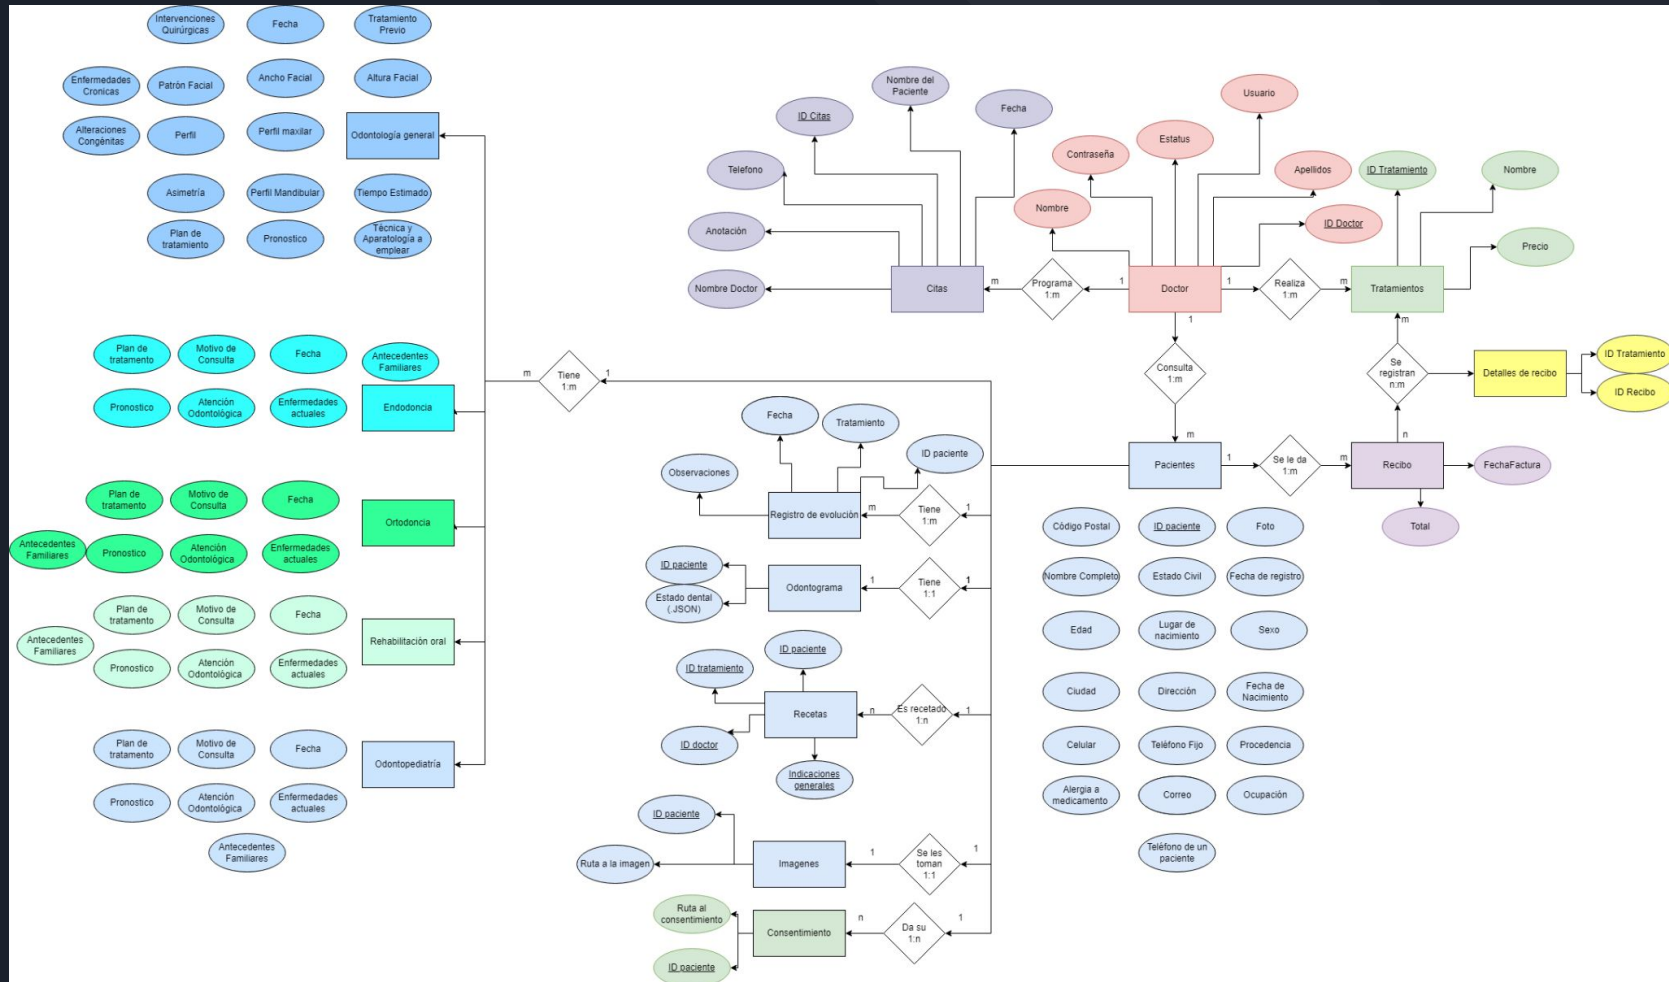 Intervenciones
Quirúrgicas
Fecha
Tratamiento
Previo
Enfermedades
Cronicas
Patrón Facial
Ancho Facial
Altura Facial
Alteraciones
Congénitas
Perfil
Perfil maxilar
Odontología general
Asimetría
Perfil Mandibular
Tiempo Estimado
Plan de
tratamiento
Pronostico
Técnica y
Aparatología a
emplear
Plan de
tratamiento
Motivo de
Consulta
Fecha
Antecedentes
Familiares
Pronostico
Atención
Odontológica
Enfermedades
actuales
Endodoncia
m
Tiene
1:m
1
Plan de
tratamiento
Motivo de
Consulta
Fecha
Ortodoncia
Antecedentes
Familiares
Pronostico
Atención
Odontológica
Enfermedades
actuales
Plan de
tratamiento
Motivo de
Consulta
Fecha
Antecedentes
Familiares
Rehabilitación oral
Pronostico
Atención
Odontológica
Enfermedades
actuales
Plan de
tratamiento
Motivo de
Consulta
Fecha
Odontopediatría
Pronostico
Atención
Odontológica
Enfermedades
actuales
Antecedentes
Familiares
Nombre del
Paciente
ID Citas
Fecha
Telefono
Anotación
Nombre Doctor
Citas
m
Programa
1:m
1
Usuario
Estatus
Contraseña
Apellidos
Nombre
ID Doctor
Doctor
1
Realiza
1:m
m
ID Tratamiento
Nombre
Precio
Tratamientos
1
Consulta
1:m
m
m
Se
registran
n:m
n
Detalles de recibo
ID Tratamiento
ID Recibo
Pacientes
1
Se le da
1:m
m
Recibo
FechaFactura
Total
Fecha
Tratamiento
ID paciente
Observaciones
Registro de evolución
m
Tiene
1:m
1
ID paciente
Estado dental
(.JSON)
Odontograma
1
Tiene
1:1
1
ID paciente
ID tratamiento
Recetas
n
Es recetado
1:n
1
ID doctor
Indicaciones
generales
ID paciente
Ruta a la imagen
Imagenes
1
Se les
toman
1:1
1
Ruta al
consentimiento
Consentimiento
n
Da su
1:n
1
ID paciente
Código Postal
ID paciente
Foto
Nombre Completo
Estado Civil
Fecha de registro
Edad
Lugar de
nacimiento
Sexo
Ciudad
Dirección
Fecha de
Nacimiento
Celular
Teléfono Fijo
Procedencia
Alergia a
medicamento
Correo
Ocupación
Teléfono de un
paciente